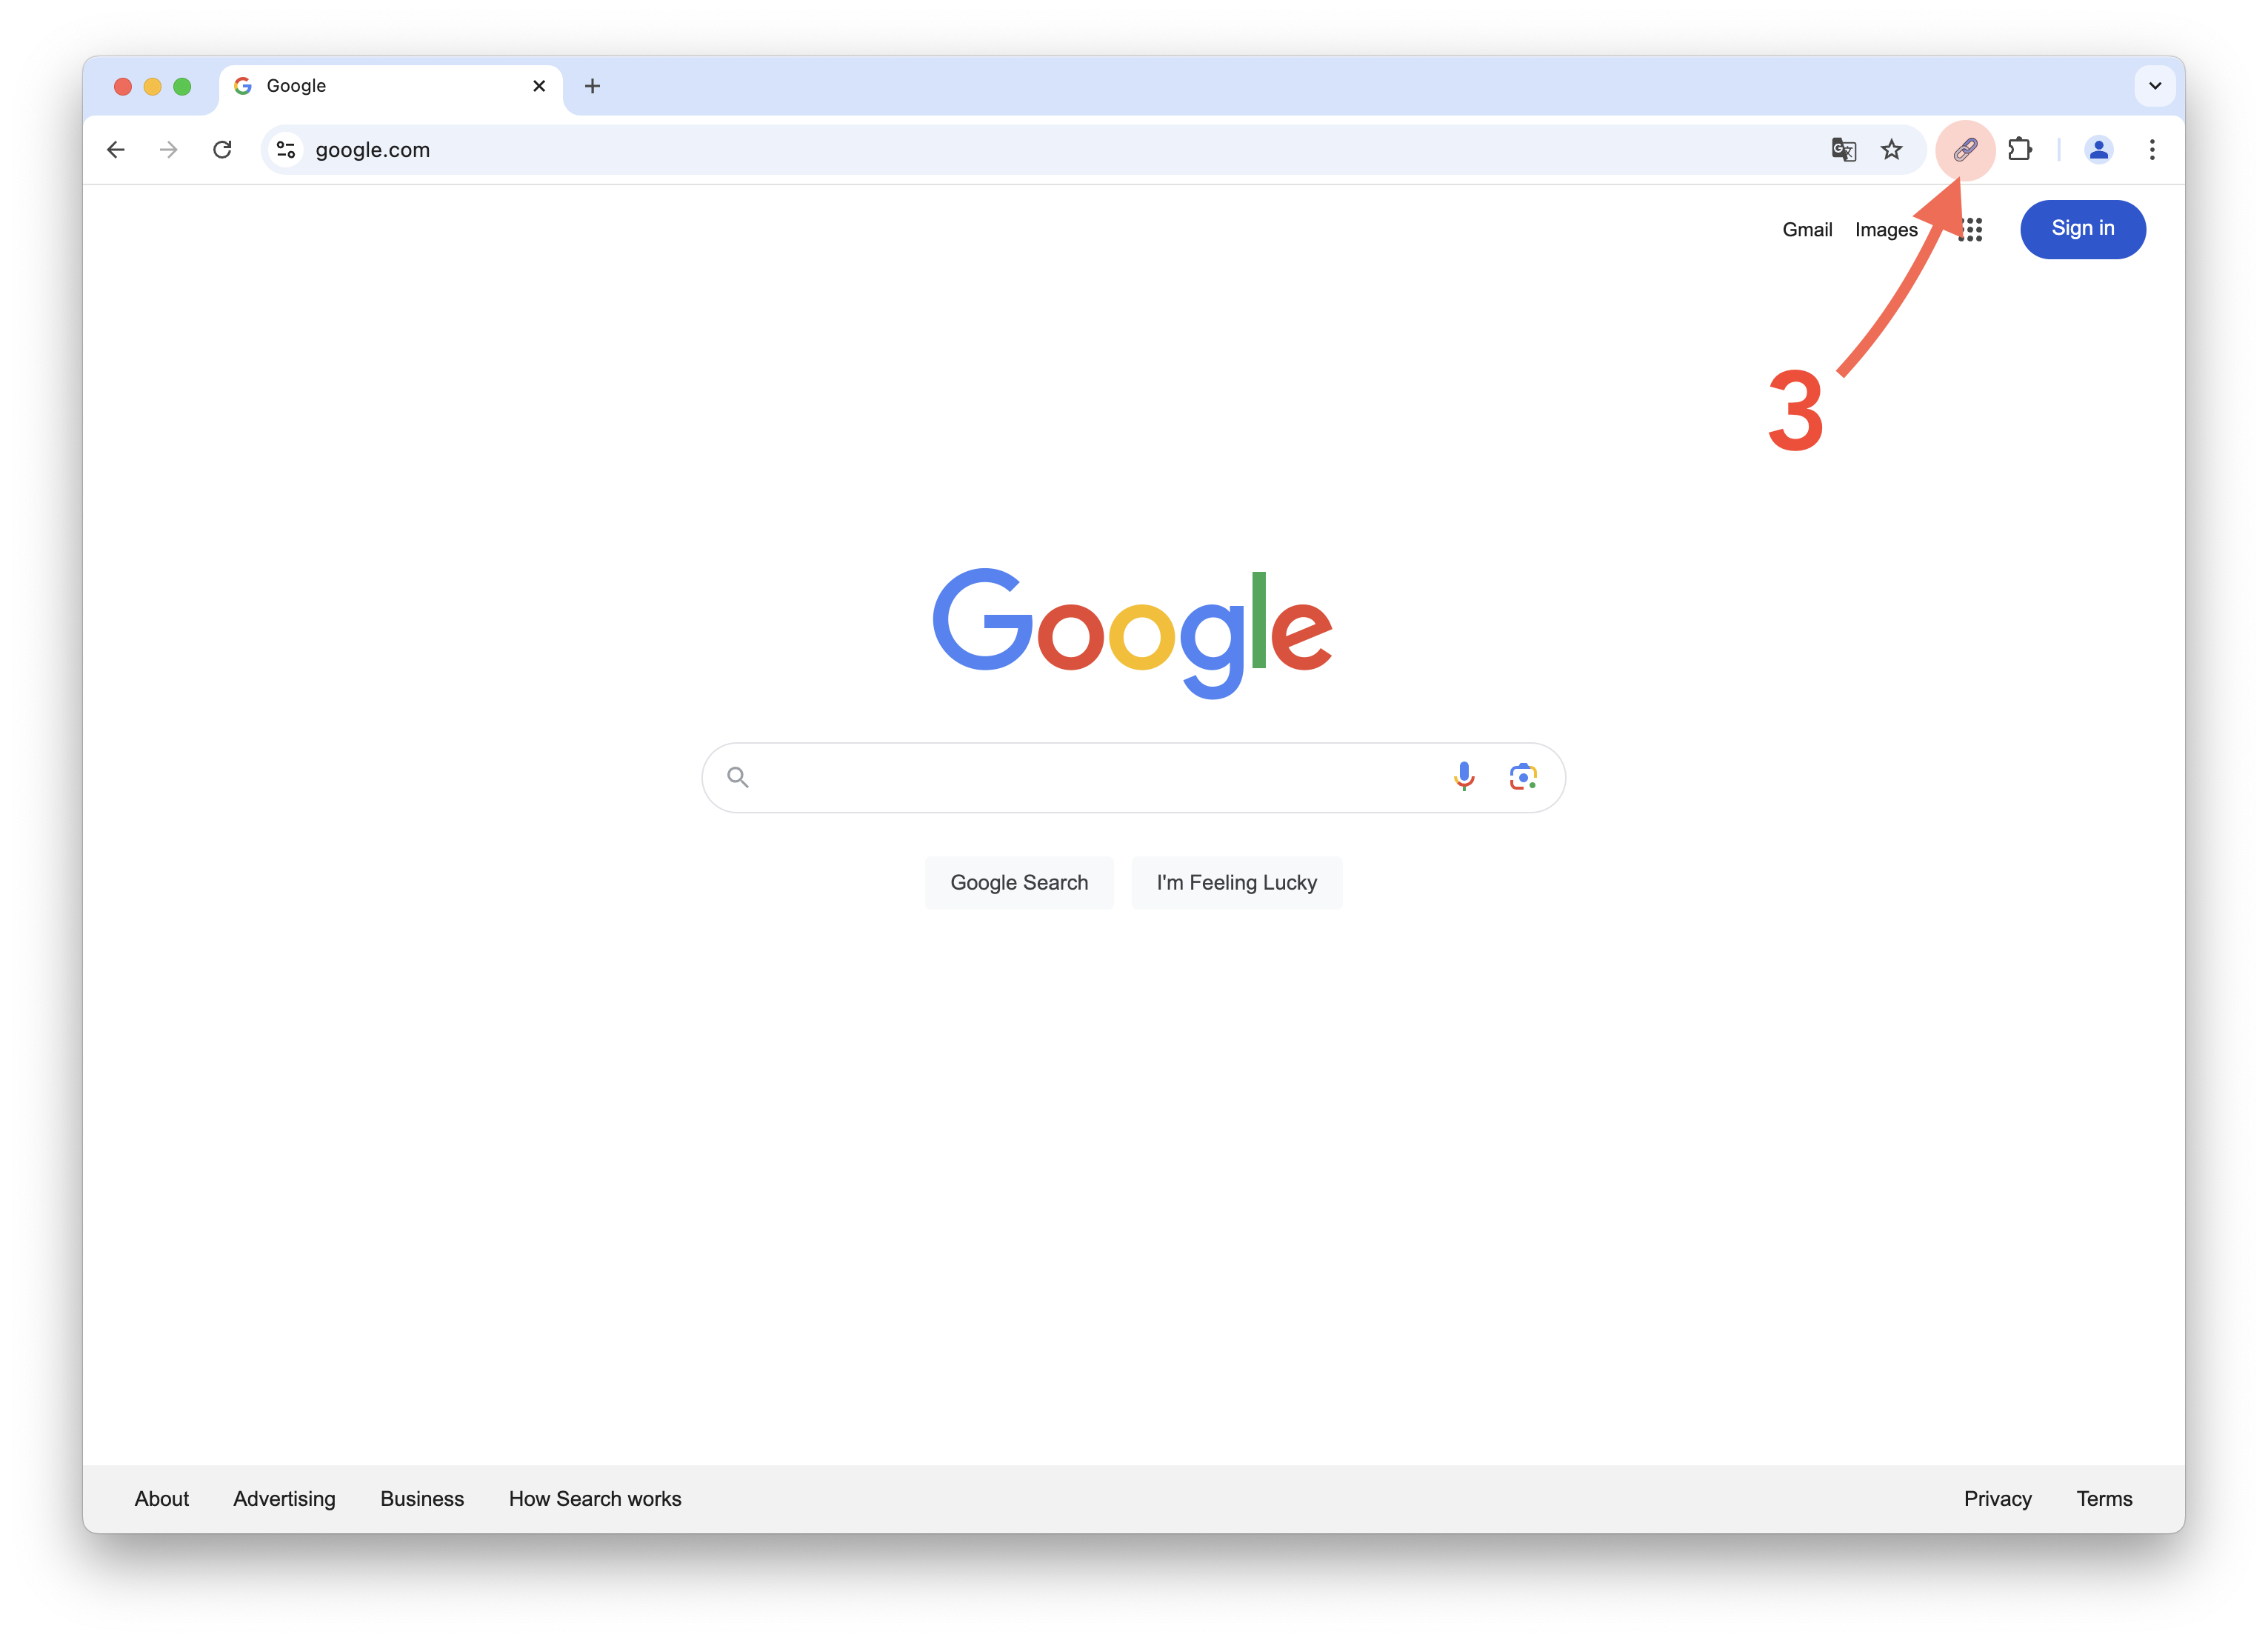 Google
google.com
Gmail Images
Sign in
3
Google
Google Search
I'm Feeling Lucky
About Advertising Business How Search works
Privacy Terms